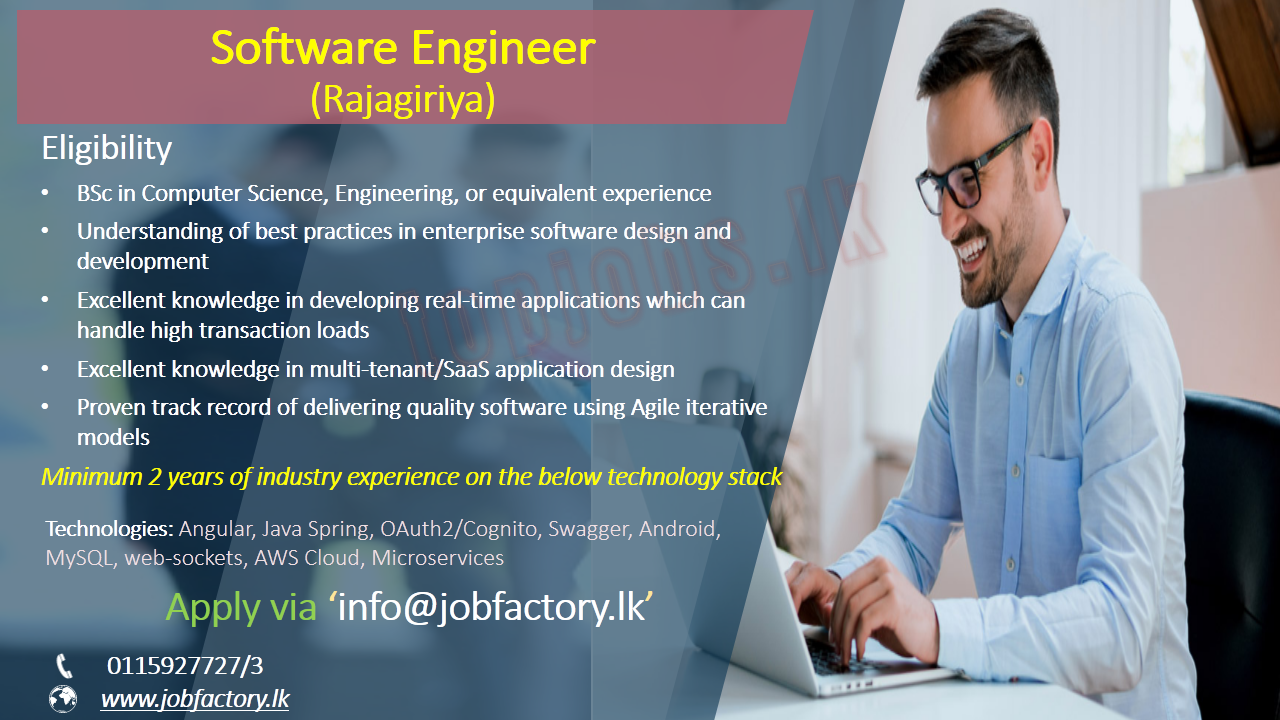 Software Engineer
(Rajagiriya)
Eligibility
• BSc in Computer Science, Engineering, or equivalent experience
• Understanding of best practices in enterprise software design and
development
• Excellent knowledge in developing real-time applications which can
handle high transaction loads
• Excellent knowledge in multi-tenant/SaaS application design
• Proven track record of delivering quality software using Agile iterative
models
Minimum 2 years of industry experience on the below technology stack
Technologies: Angular, Java Spring, OAuth2/Cognito, Swagger, Android,
MySQL, web-sockets, AWS Cloud, Microservices
Apply via ‘info@jobfactory.lk’
0115927727/3
www.jobfactory.lk
topjobs.lk